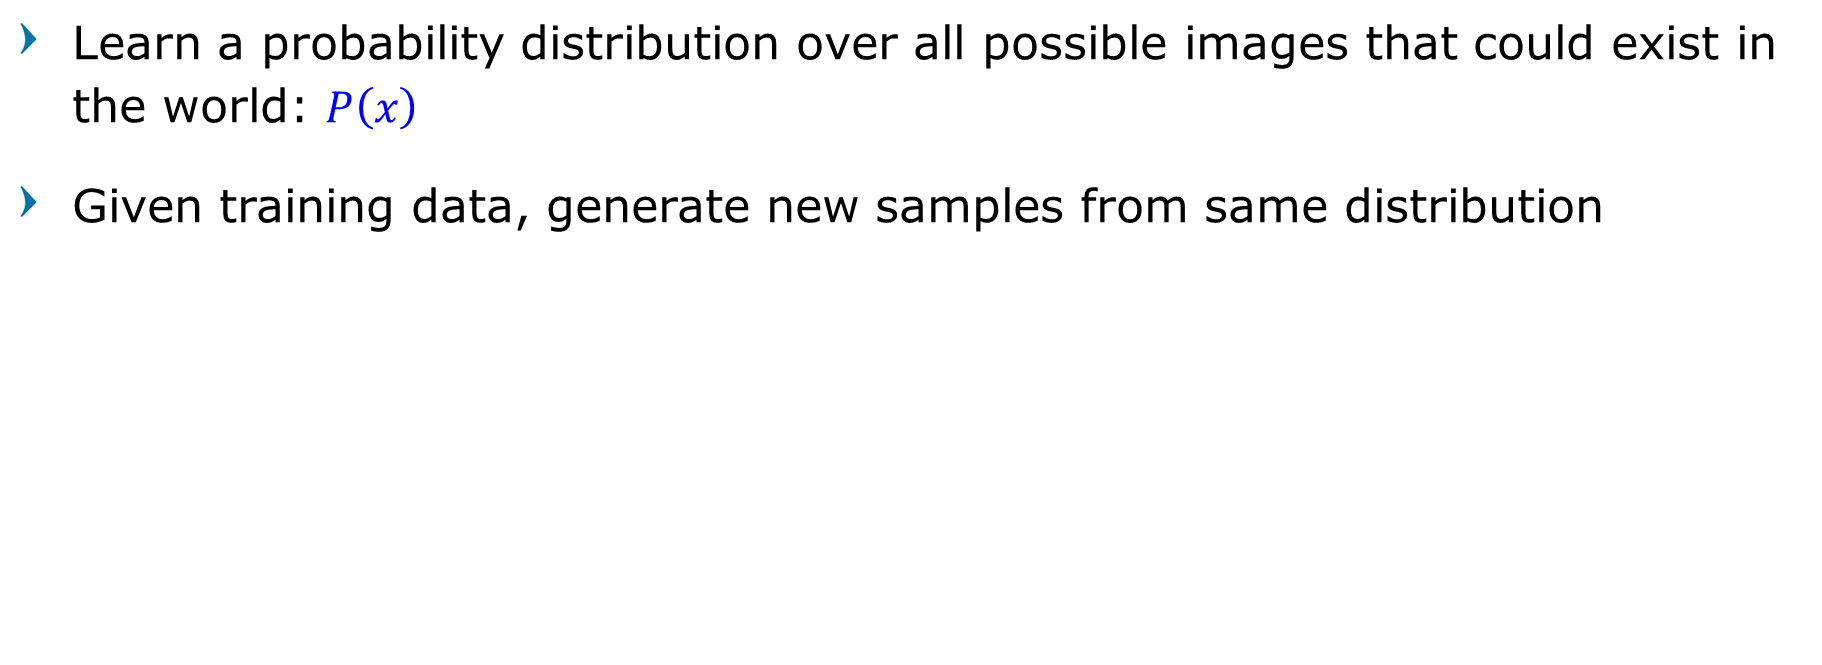 Learn a probability distribution over all possible images that could exist in
the world: P(x)
Given training data, generate new samples from same distribution